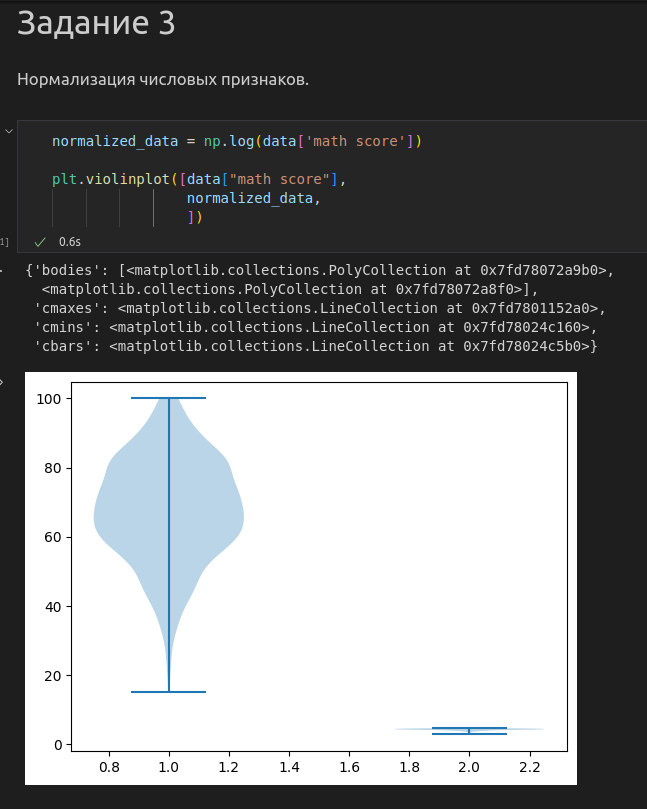 Задание 3
Нормализация числовых признаков.
normalized_data = np.log(data['math score'])
plt.violinplot([data["math score"],
normalized_data,
])
1]
0.6s
{'bodies': [<matplotlib.collections.PolyCollection at 0x7fd78072a9b0>,
<matplotlib.collections.PolyCollection at 0x7fd78072a8f0>],
'cmaxes': <matplotlib.collections.LineCollection at 0x7fd7801152a0>,
'cmins': <matplotlib.collections.LineCollection at 0x7fd78024c160>,
'cbars': <matplotlib.collections.LineCollection at 0x7fd78024c5b0>}
100
80
60
40
20
0
0.8 1.0 1.2 1.4 1.6 1.8 2.0 2.2